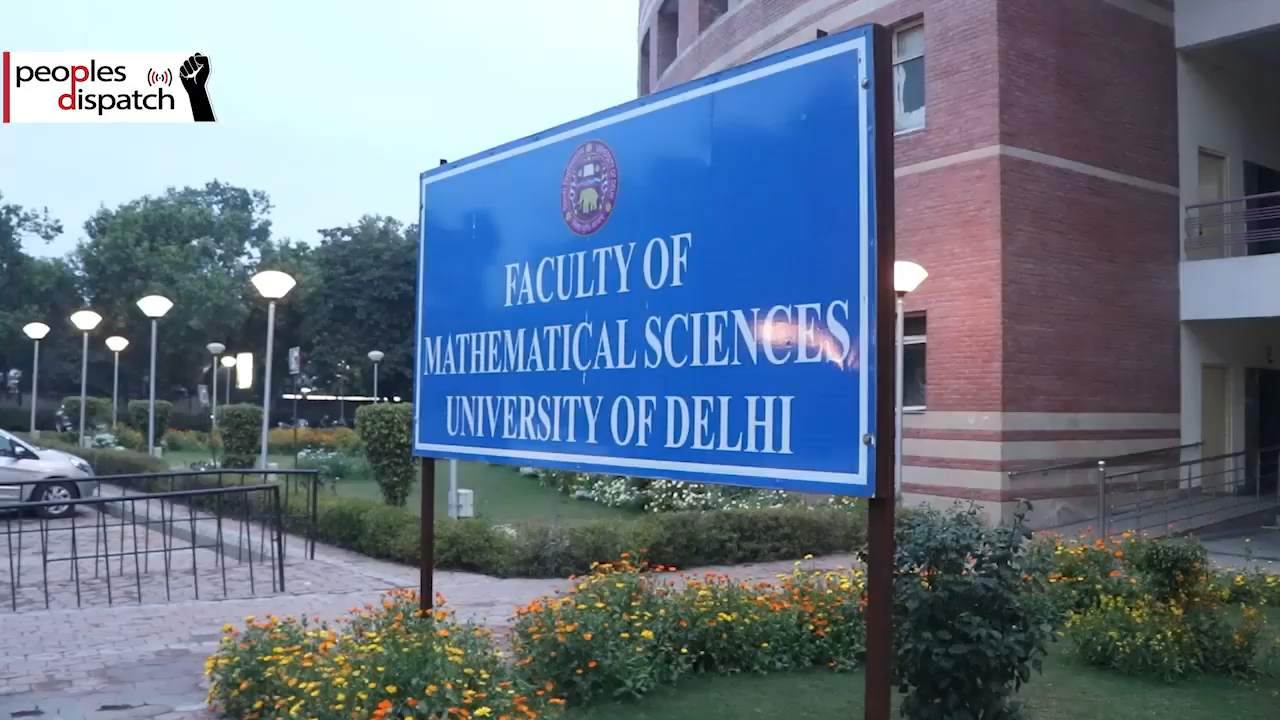 peoples
dispatch
FACULTY OF
MATHEMATICAL SCIENCES
UNIVERSITY OF DELHI